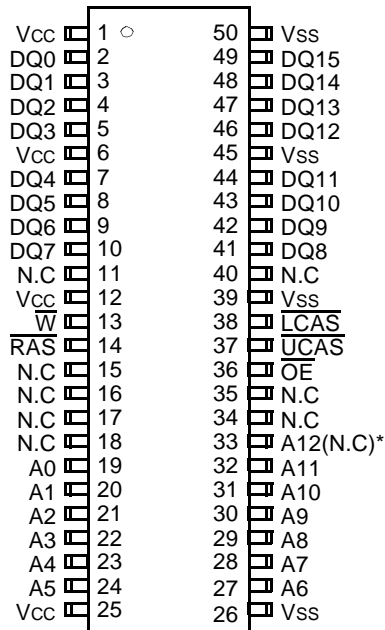 Vcc 1 50 Vss
DQ0 2 49 DQ15
DQ1 3 48 DQ14
DQ2 4 47 DQ13
DQ3 5 46 DQ12
Vcc 6 45 Vss
DQ4 7 44 DQ11
DQ5 8 43 DQ10
DQ6 9 42 DQ9
DQ7 10 41 DQ8
N.C 11 40 N.C
Vcc 12 39 Vss
W̅ 13 38 L̅C̅A̅S̅
R̅A̅S̅ 14 37 U̅C̅A̅S̅
N.C 15 36 O̅E̅
N.C 16 35 N.C
N.C 17 34 N.C
N.C 18 33 A12(N.C)*
A0 19 32 A11
A1 20 31 A10
A2 21 30 A9
A3 22 29 A8
A4 23 28 A7
A5 24 27 A6
Vcc 25 26 Vss